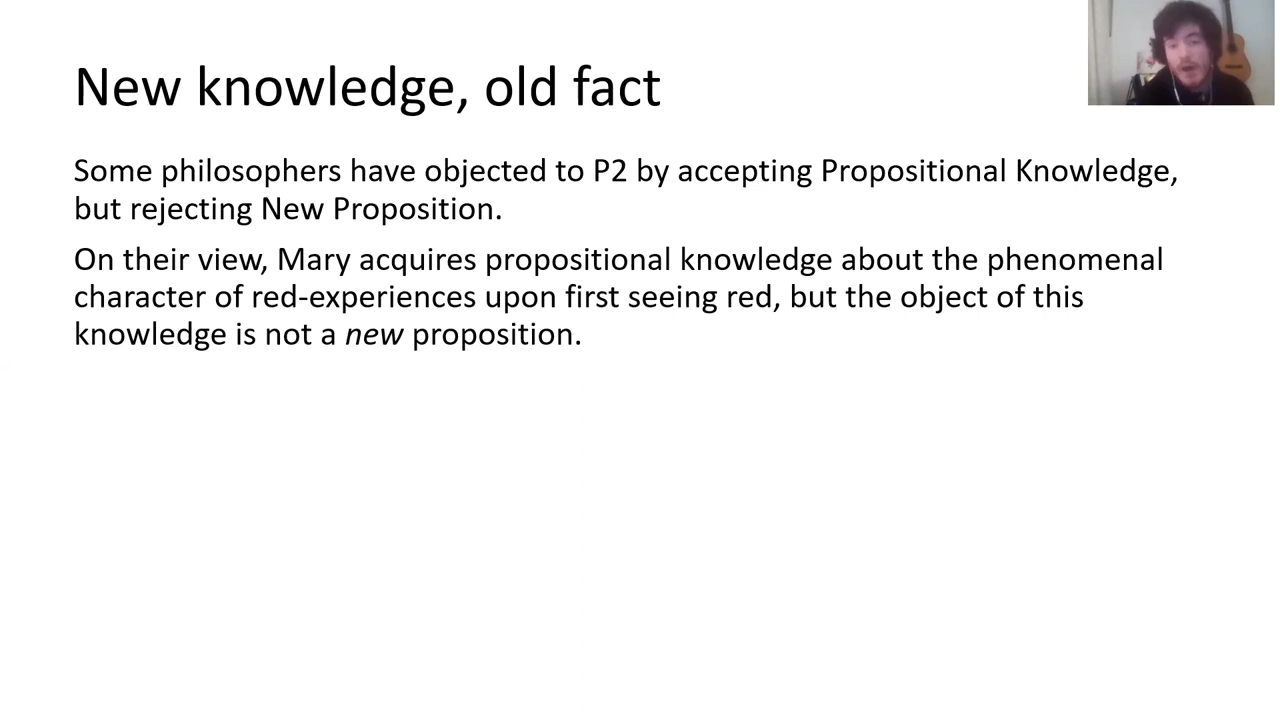 New knowledge, old fact
Some philosophers have objected to P2 by accepting Propositional Knowledge,
but rejecting New Proposition.
On their view, Mary acquires propositional knowledge about the phenomenal
character of red-experiences upon first seeing red, but the object of this
knowledge is not a new proposition.